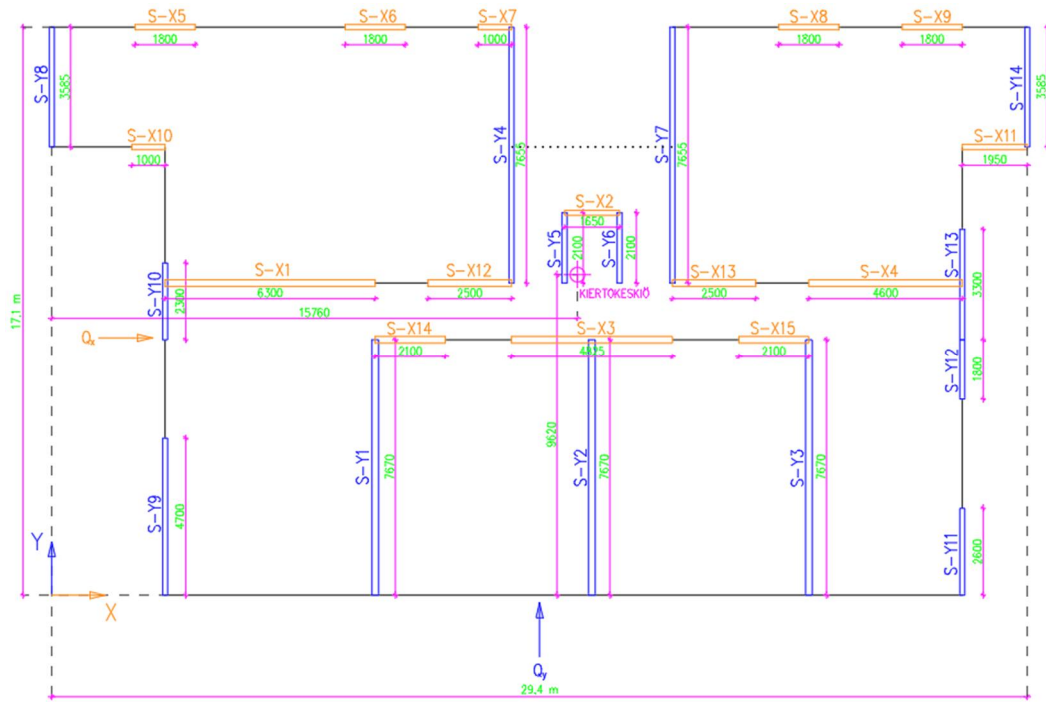 S-X5
S-X6
S-X7
S-X8
S-X9
1800
1800
1000
1800
1800
S-Y8
3585
S-Y4
7655
S-Y7
7655
S-Y14
3585
S-X10
1000
S-X11
1950
S-X2
1650
S-Y5
2100
S-Y6
2100
S-Y13
3300
S-X1
S-X12
S-X13
S-X4
S-Y10
2300
6300
2500
KIERTOKESKIÖ
2500
4600
15760
17,1 m
Qx
S-X14
S-X3
S-X15
2100
2100
S-Y12
1800
9620
S-Y1
7670
S-Y2
7670
S-Y3
7670
S-Y9
4700
S-Y11
2600
Y
X
Qy
29,4 m